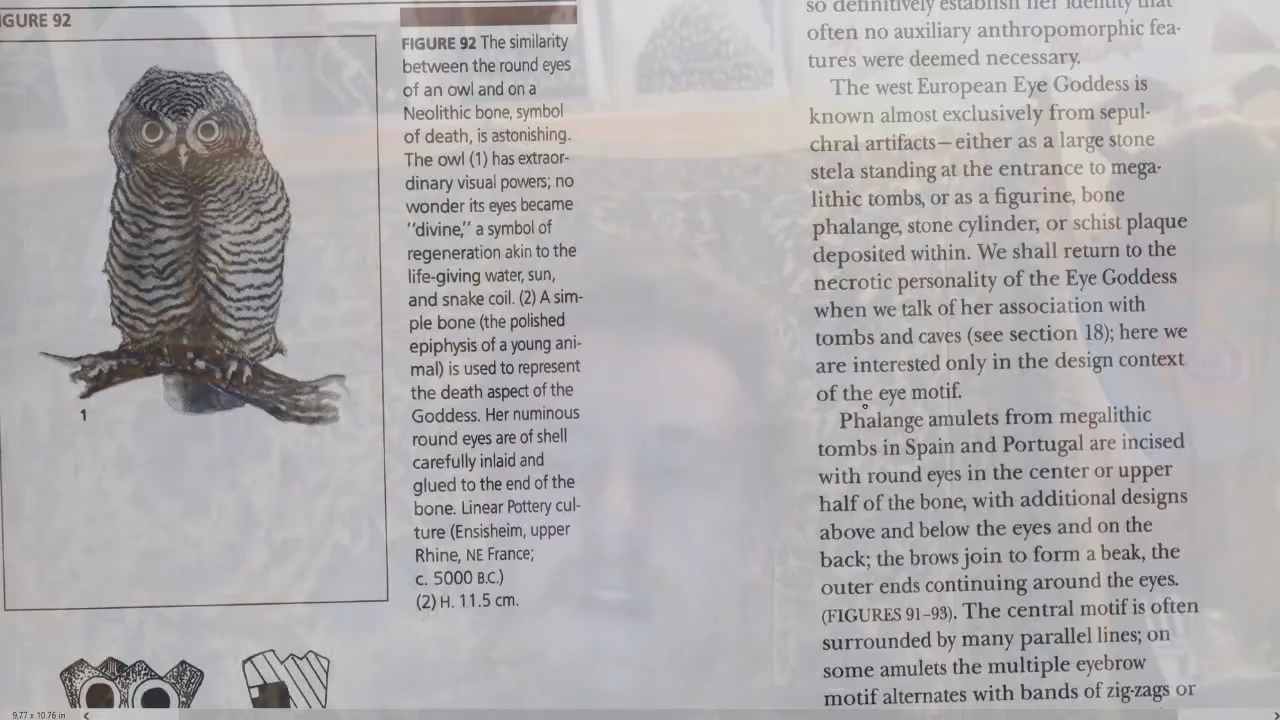 GURE 92
1
FIGURE 92 The similarity
between the round eyes
of an owl and on a
Neolithic bone, symbol
of death, is astonishing.
The owl (1) has extraor-
dinary visual powers; no
wonder its eyes became
"divine," a symbol of
regeneration akin to the
life-giving water, sun,
and snake coil. (2) A sim-
ple bone (the polished
epiphysis of a young ani-
mal) is used to represent
the death aspect of the
Goddess. Her numinous
round eyes are of shell
carefully inlaid and
glued to the end of the
bone. Linear Pottery cul-
ture (Ensisheim, upper
Rhine, NE France;
c. 5000 B.C.)
(2) H. 11.5 cm.
so definitively establish her identity that
often no auxiliary anthropomorphic fea-
tures were deemed necessary.
The west European Eye Goddess is
known almost exclusively from sepul-
chral artifacts—either as a large stone
stela standing at the entrance to mega-
lithic tombs, or as a figurine, bone
phalange, stone cylinder, or schist plaque
deposited within. We shall return to the
necrotic personality of the Eye Goddess
when we talk of her association with
tombs and caves (see section 18); here we
are interested only in the design context
of the eye motif.
Phalange amulets from megalithic
tombs in Spain and Portugal are incised
with round eyes in the center or upper
half of the bone, with additional designs
above and below the eyes and on the
back; the brows join to form a beak, the
outer ends continuing around the eyes.
(FIGURES 91–93). The central motif is often
surrounded by many parallel lines; on
some amulets the multiple eyebrow
motif alternates with bands of zig-zags or
9.77 x 10.76 in